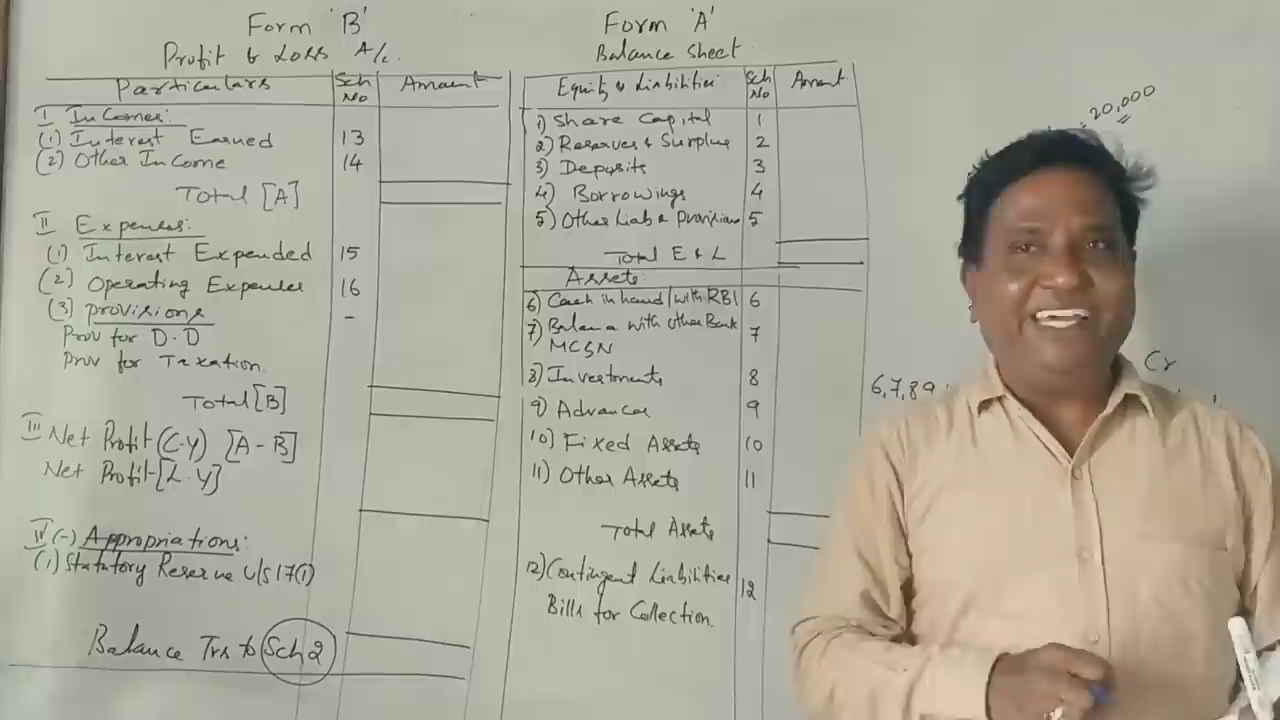 Form 'B'
Profit & Loss A/c.
Particulars Sch No Amount
I Incomes:
(1) Interest Earned 13
(2) Other Income 14
Total [A]
II Expenses:
(1) Interest Expended 15
(2) Operating Expenses 16
(3) provisions -
Prov for D.D
Prov for Taxation.
Total [B]
III Net Profit (C.Y) [A-B]
Net Profit [L.Y]
IV (-) Appropriations:
(1) Statutory Reserve U/S 17(1)
Balance Trs to Sch 2
Form 'A'
Balance Sheet
Equity & Liabilities Sch No Amount
1) Share Capital 1
2) Reserves & Surplus 2
3) Deposits 3
4) Borrowings 4
5) Other Liab & Provisions 5
Total E & L
Assets:
6) Cash in hand/with RBI 6
7) Balance with other Bank 7
MCSN
8) Investments 8
9) Advances 9
10) Fixed Assets 10
11) Other Assets 11
Total Assets
12) Contingent Liabilities 12
Bills for Collection.
20,000
Cr
6,7,8,9